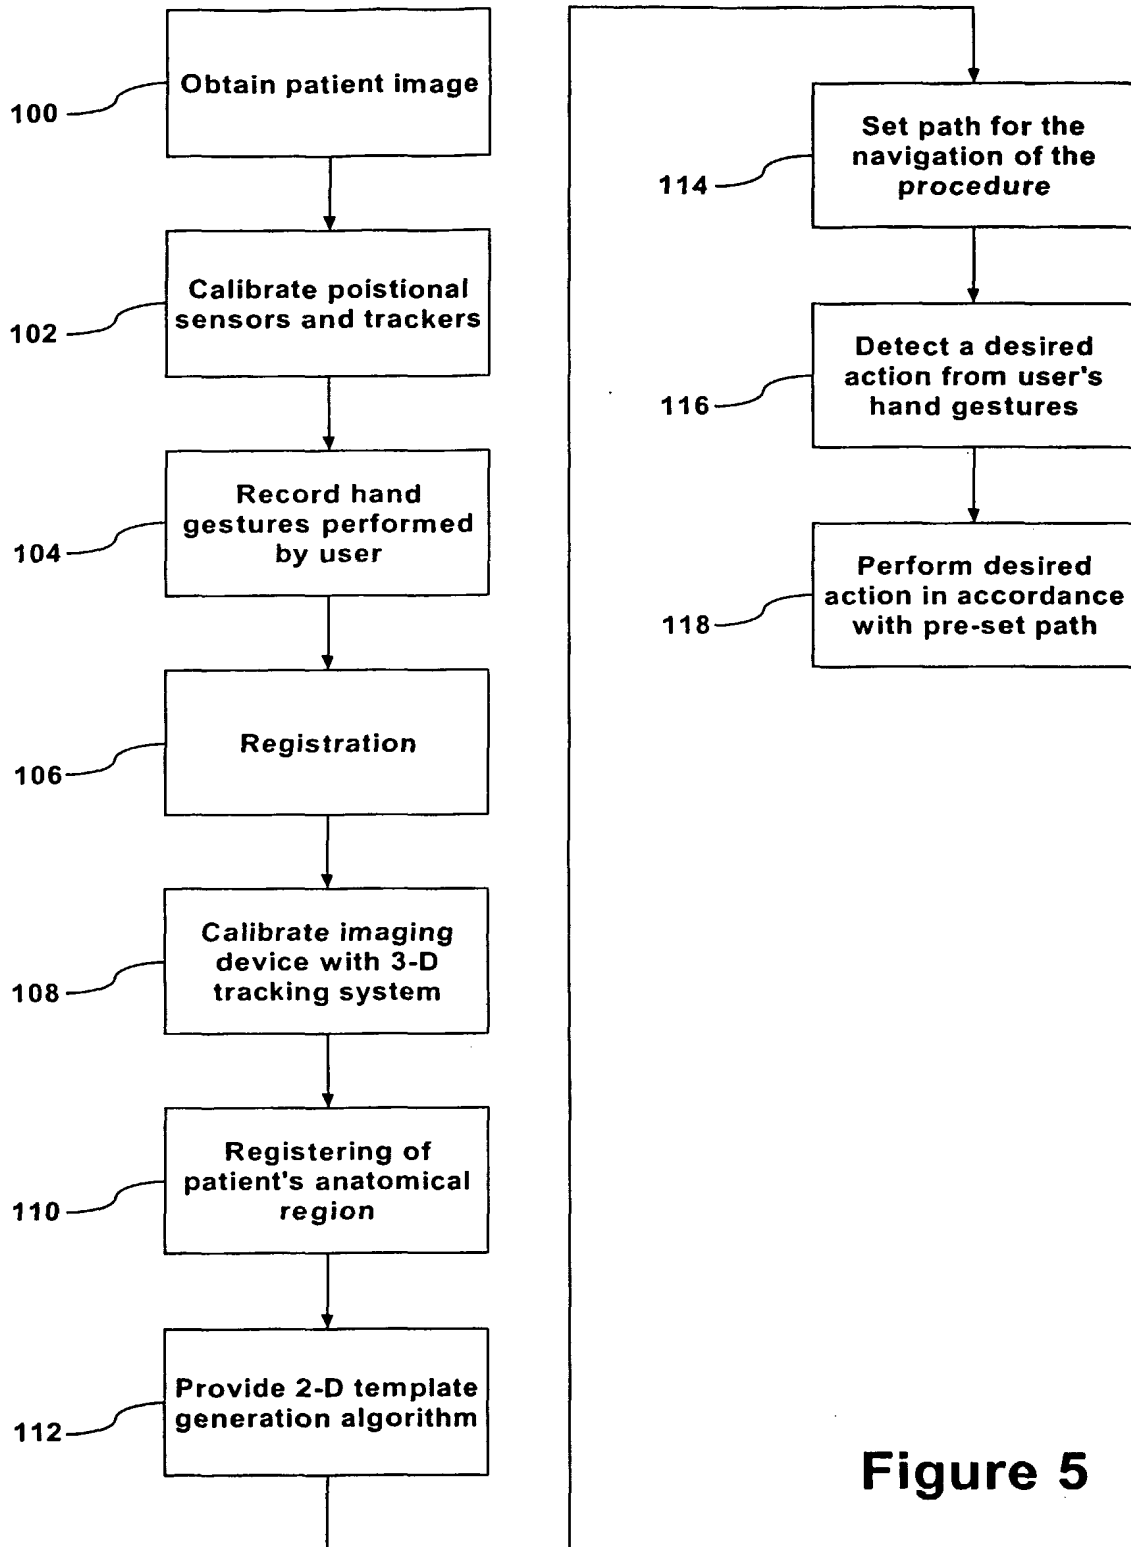 Obtain patient image
100
Calibrate poistional
sensors and trackers
102
Record hand
gestures performed
by user
104
Registration
106
Calibrate imaging
device with 3-D
tracking system
108
Registering of
patient's anatomical
region
110
Provide 2-D template
generation algorithm
112
Set path for the
navigation of the
procedure
114
Detect a desired
action from user's
hand gestures
116
Perform desired
action in accordance
with pre-set path
118
Figure 5